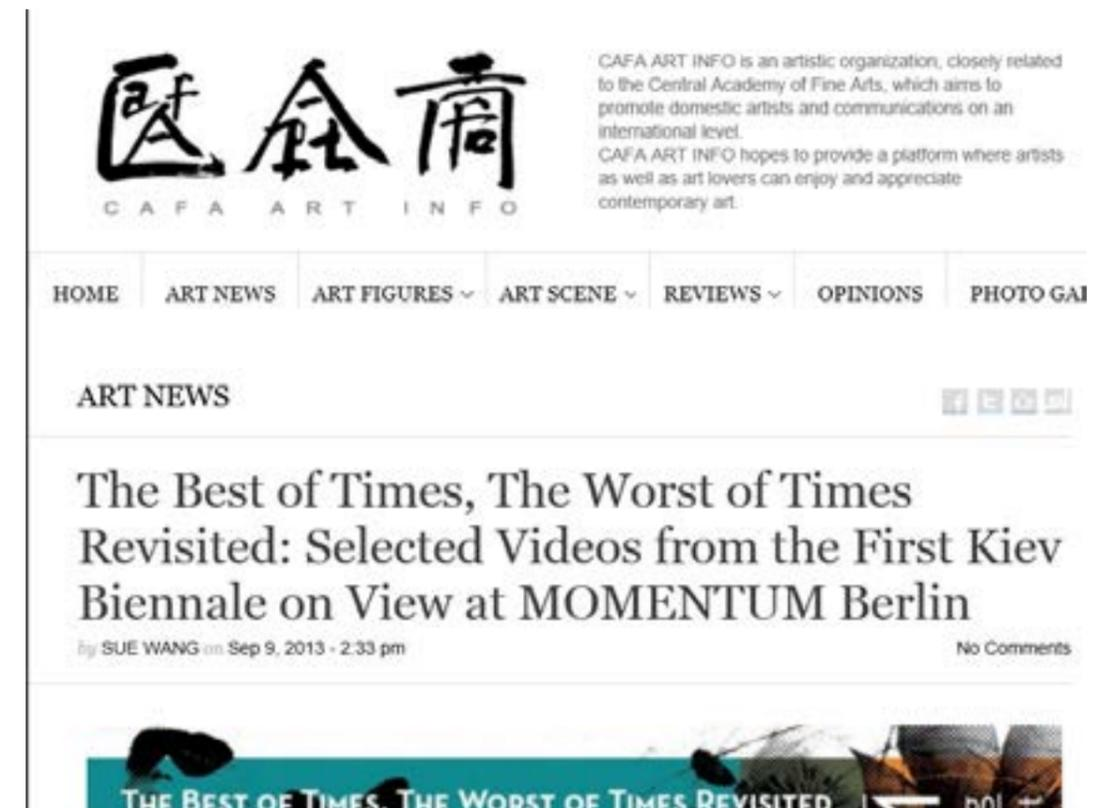 CAFA ART INFO
CAFA ART INFO is an artistic organization, closely related
to the Central Academy of Fine Arts, which aims to
promote domestic artists and communications on an
international level.
CAFA ART INFO hopes to provide a platform where artists
as well as art lovers can enjoy and appreciate
contemporary art.
HOME ART NEWS ART FIGURES ART SCENE REVIEWS OPINIONS PHOTO GAL
ART NEWS
The Best of Times, The Worst of Times
Revisited: Selected Videos from the First Kiev
Biennale on View at MOMENTUM Berlin
by SUE WANG on Sep 9, 2013 - 2:33 pm
No Comments
THE BEST OF TIMES, THE WORST OF TIMES REVISITED